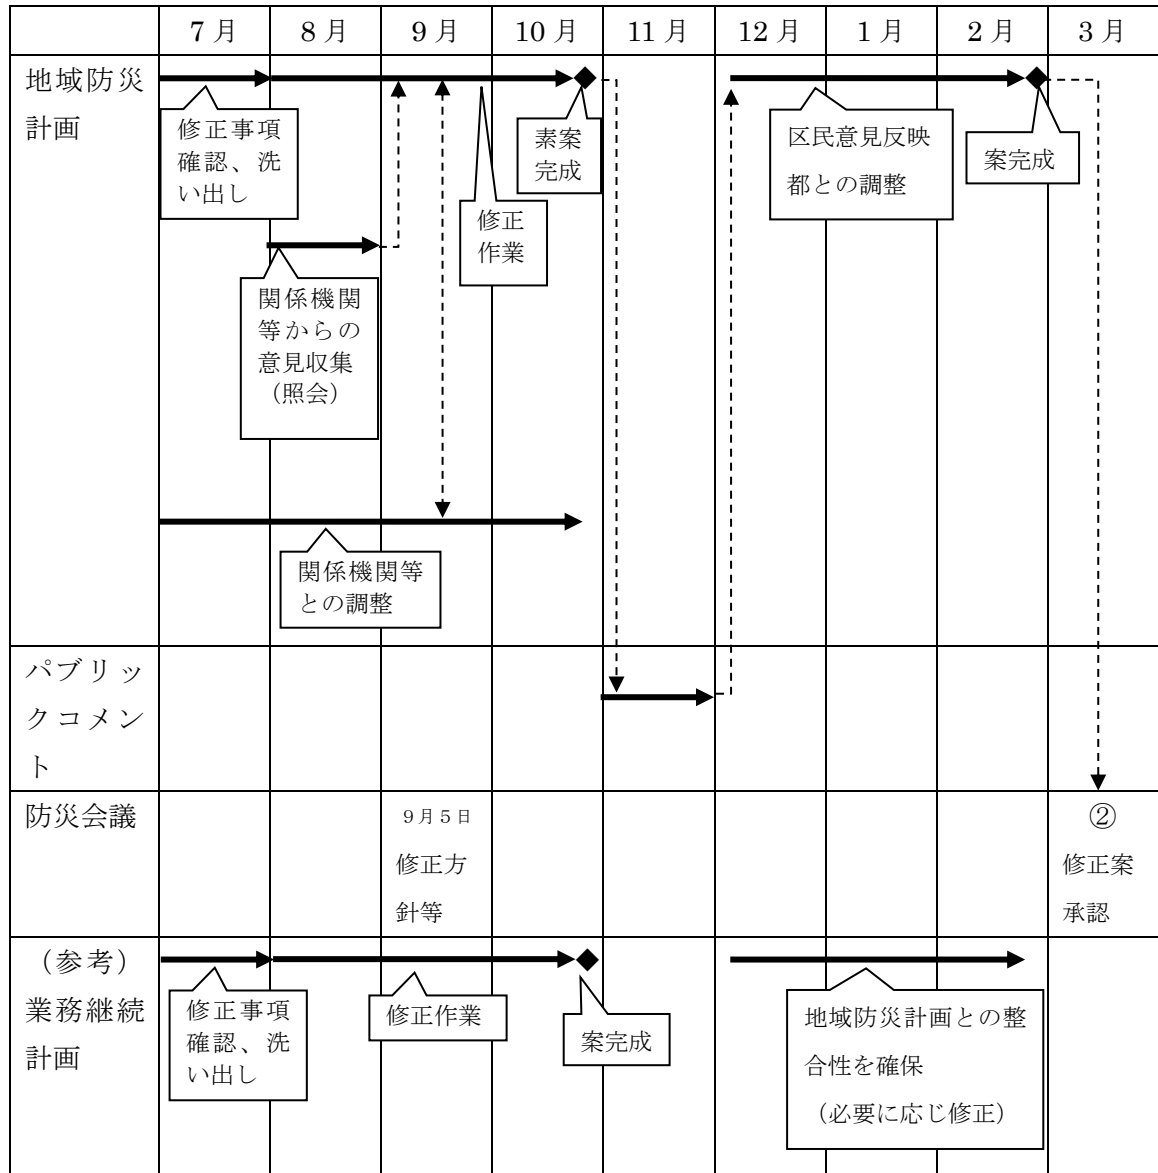 7月 8月 9月 10月 11月 12月 1月 2月 3月
地域防災
計画
修正事項
確認、洗
い出し
素案
完成
修正
作業
区民意見反映
都との調整
案完成
関係機関
等からの
意見収集
（照会）
関係機関等
との調整
パブリッ
クコメン
ト
防災会議
９月５日
修正方
針等
②
修正案
承認
（参考）
業務継続
計画
修正事項
確認、洗
い出し
修正作業
案完成
地域防災計画との整
合性を確保
（必要に応じ修正）